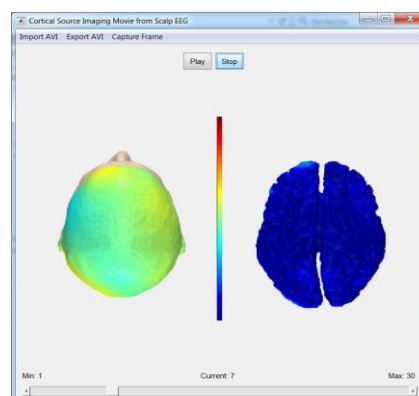 Cortical Source Imaging Movie from Scalp EEG
Import AVI Export AVI Capture Frame
Play Stop
Min: 1 Current: 7 Max: 30